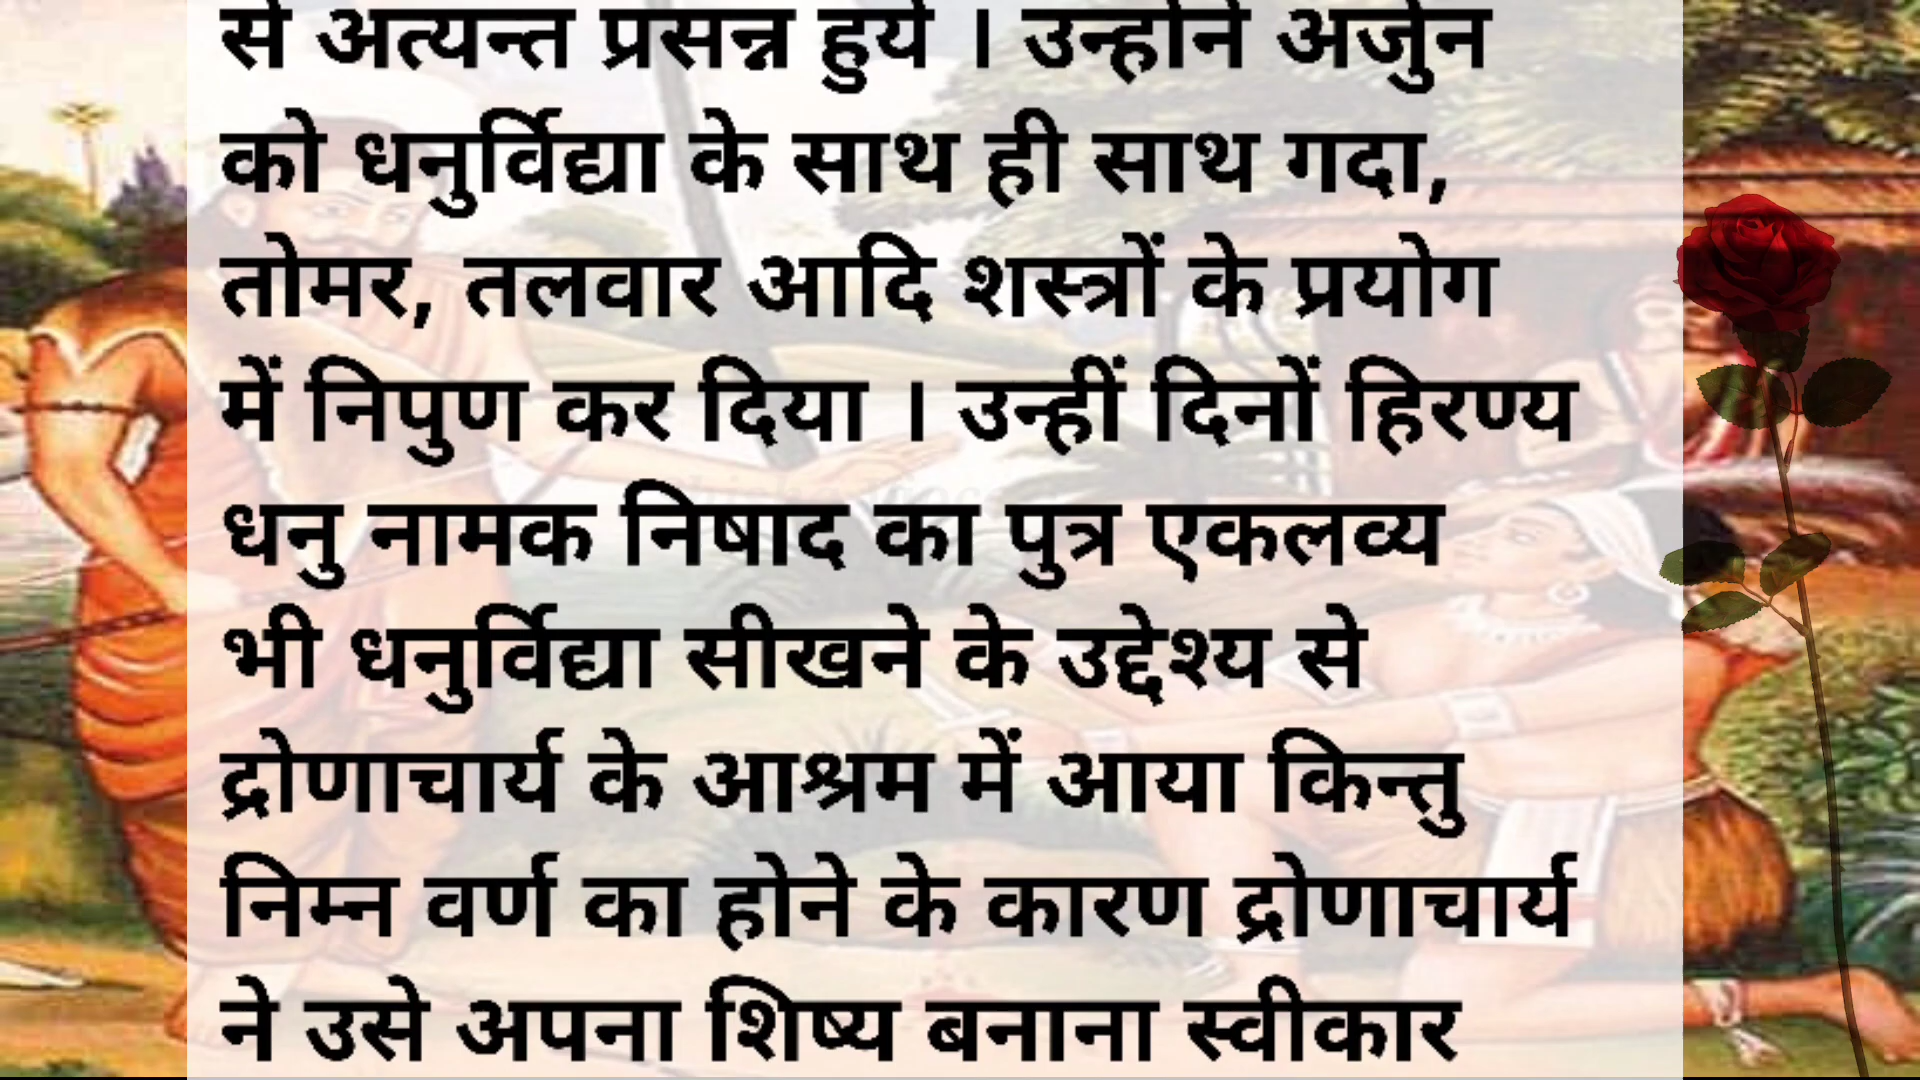 से अत्यन्त प्रसन्न हुये । उन्होंने अर्जुन
को धनुर्विद्या के साथ ही साथ गदा,
तोमर, तलवार आदि शस्त्रों के प्रयोग
में निपुण कर दिया । उन्हीं दिनों हिरण्य
धनु नामक निषाद का पुत्र एकलव्य
भी धनुर्विद्या सीखने के उद्देश्य से
द्रोणाचार्य के आश्रम में आया किन्तु
निम्न वर्ण का होने के कारण द्रोणाचार्य
ने उसे अपना शिष्य बनाना स्वीकार